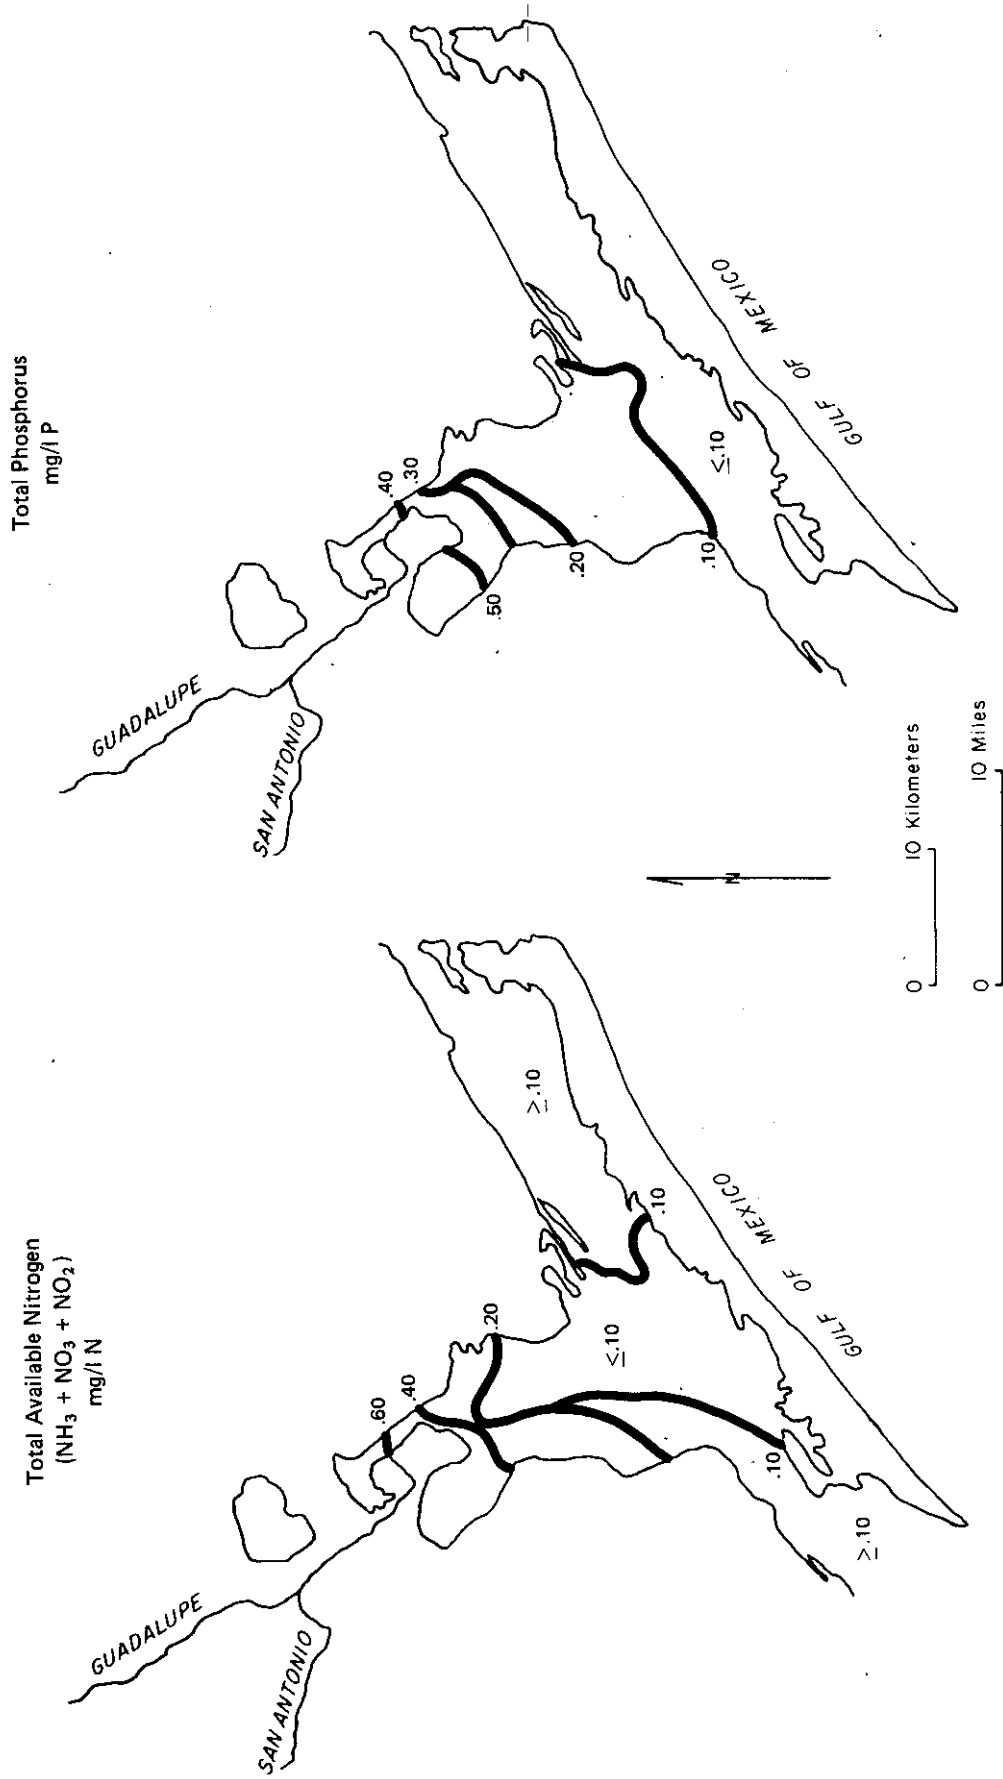 Total Available Nitrogen
(NH3 + NO3 + NO2)
mg/l N
GUADALUPE
SAN ANTONIO
.60
.40
.20
≤.10
≥.10
.10
.10
≥.10
GULF OF MEXICO
Total Phosphorus
mg/l P
GUADALUPE
SAN ANTONIO
.40
.30
.50
.20
.10
≤.10
GULF OF MEXICO
N
0 10 Kilometers
0 10 Miles